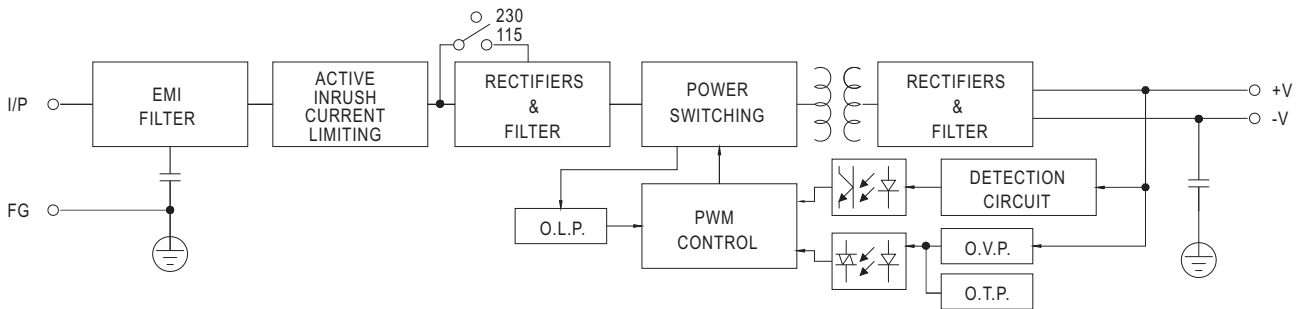 230
115
I/P
EMI
FILTER
ACTIVE
INRUSH
CURRENT
LIMITING
RECTIFIERS
&
FILTER
POWER
SWITCHING
RECTIFIERS
&
FILTER
+V
-V
FG
O.L.P.
PWM
CONTROL
DETECTION
CIRCUIT
O.V.P.
O.T.P.